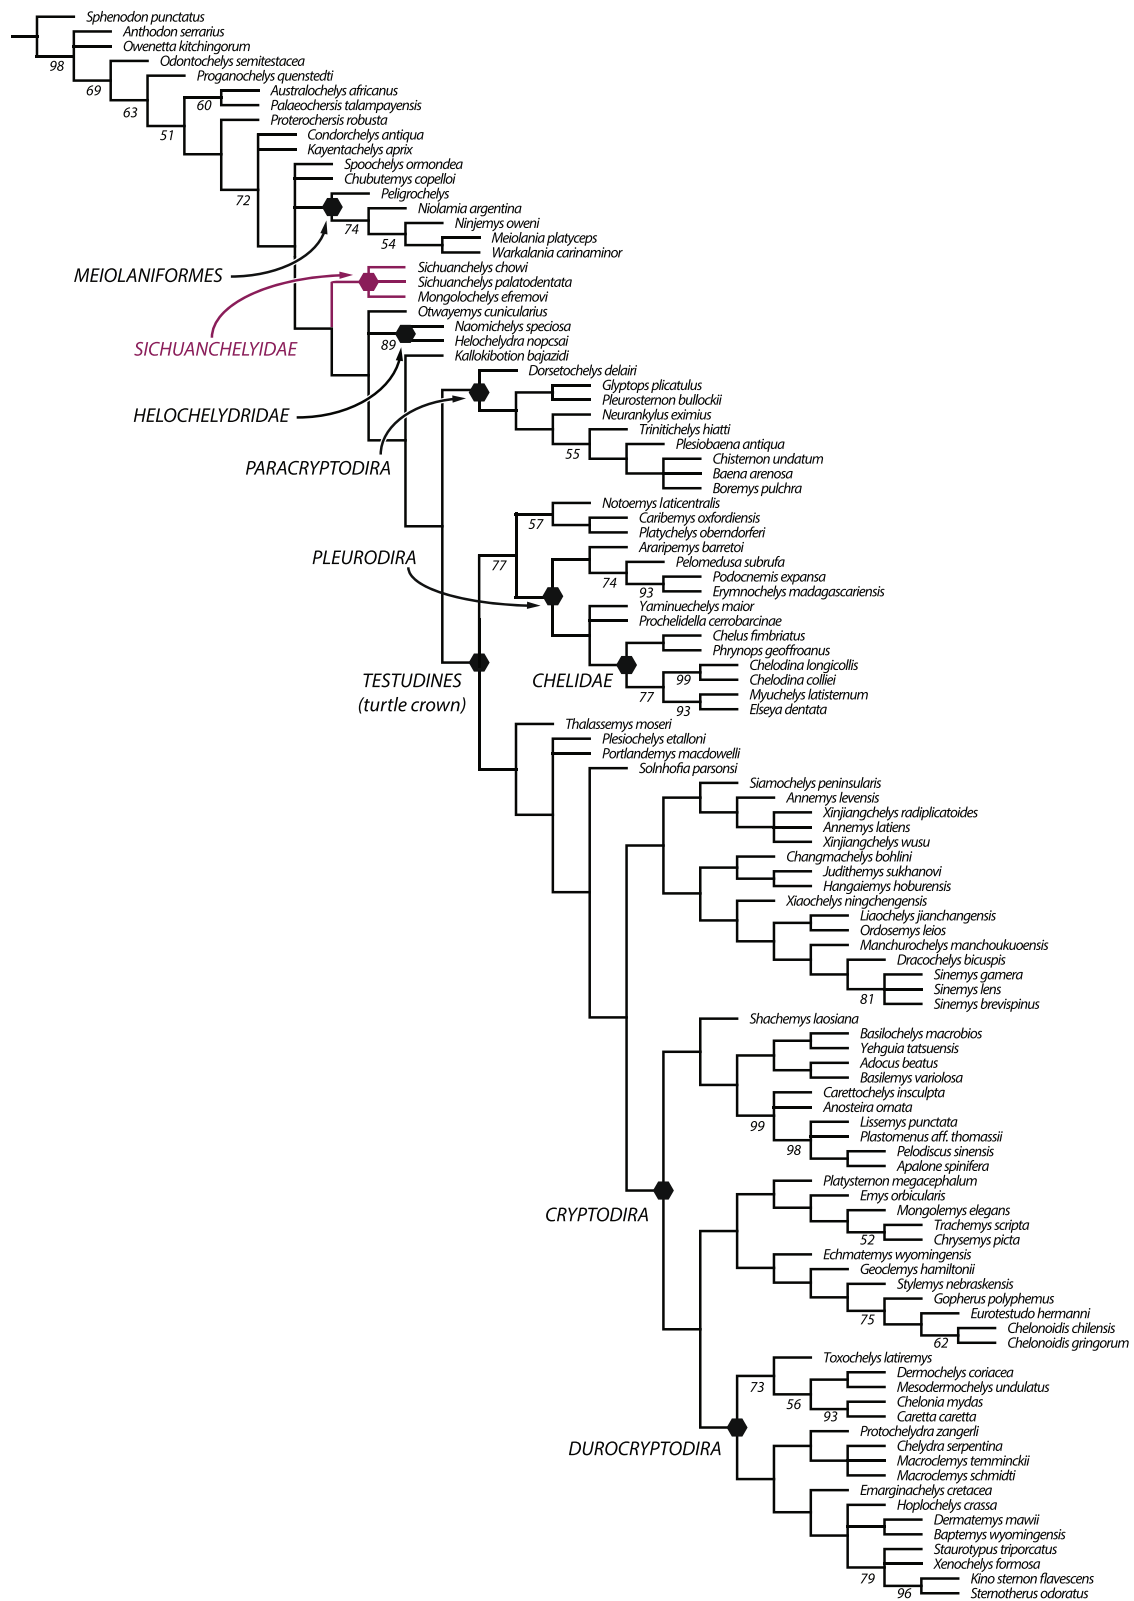 Sphenodon punctatus
Anthodon serrarius
Owenetta kitchingorum
98
Odontochelys semitestacea
69
Proganochelys quenstedti
Australochelys africanus
60
Palaeochersis talampayensis
63
Proterochersis robusta
51
Condorchelys antiqua
Kayentachelys aprix
Spoochelys ormondea
Chubutemys copelloi
72
Peligrochelys
Niolamia argentina
74
Ninjemys oweni
54
Meiolania platyceps
Warkalania carinaminor
MEIOLANIFORMES
Sichuanchelys chowi
Sichuanchelys palatodentata
Mongolochelys efremovi
Otwayemys cunicularius
Naomichelys speciosa
SICHUANCHELYIDAE
89
Helochelydra nopcsai
Kallokibotion bajazidi
Dorsetochelys delairi
Glyptops plicatulus
Pleurosternon bullockii
HELOCHELYDRIDAE
Neurankylus eximius
Trinitichelys hiatti
55
Plesiobaena antiqua
PARACRYPTODIRA
Chisternon undatum
Baena arenosa
Boremys pulchra
Notoemys laticentralis
57
Caribemys oxfordiensis
Platychelys oberndorferi
PLEURODIRA
77
Araripemys barretoi
Pelomedusa subrufa
74
Podocnemis expansa
93
Erymnochelys madagascariensis
Yaminuechelys maior
Prochelidella cerrobarcinae
Chelus fimbriatus
Phrynops geoffroanus
Chelodina longicollis
TESTUDINES
(turtle crown)
CHELIDAE
99
Chelodina colliei
77
Myuchelys latisternum
93
Elseya dentata
Thalassemys moseri
Plesiochelys etalloni
Portlandemys macdowelli
Solnhofia parsonsi
Siamochelys peninsularis
Annemys levensis
Xinjiangchelys radiplicatoides
Annemys latiens
Xinjiangchelys wusu
Changmachelys bohlini
Judithemys sukhanovi
Hangaiemys hoburensis
Xiaochelys ningchengensis
Liaochelys jianchangensis
Ordosemys leios
Manchurochelys manchoukuoensis
Dracochelys bicuspis
Sinemys gamera
Sinemys lens
81
Sinemys brevispinus
Shachemys laosiana
Basilochelys macrobios
Yehguia tatsuensis
Adocus beatus
Basilemys variolosa
Carettochelys insculpta
Anosteira ornata
99
Lissemys punctata
Plastomenus aff. thomassii
98
Pelodiscus sinensis
Apalone spinifera
CRYPTODIRA
Platysternon megacephalum
Emys orbicularis
Mongolemys elegans
Trachemys scripta
52
Chrysemys picta
Echmatemys wyomingensis
Geoclemys hamiltonii
Stylemys nebraskensis
Gopherus polyphemus
75
Eurotestudo hermanni
Chelonoidis chilensis
62
Chelonoidis gringorum
Toxochelys latiremys
Dermochelys coriacea
73
Mesodermochelys undulatus
56
Chelonia mydas
93
Caretta caretta
DUROCRYPTODIRA
Protochelydra zangerli
Chelydra serpentina
Macroclemys temminckii
Macroclemys schmidti
Emarginachelys cretacea
Hoplochelys crassa
Dermatemys mawii
Baptemys wyomingensis
Staurotypus triporcatus
Xenochelys formosa
79
Kino sternon flavescens
96
Sternotherus odoratus